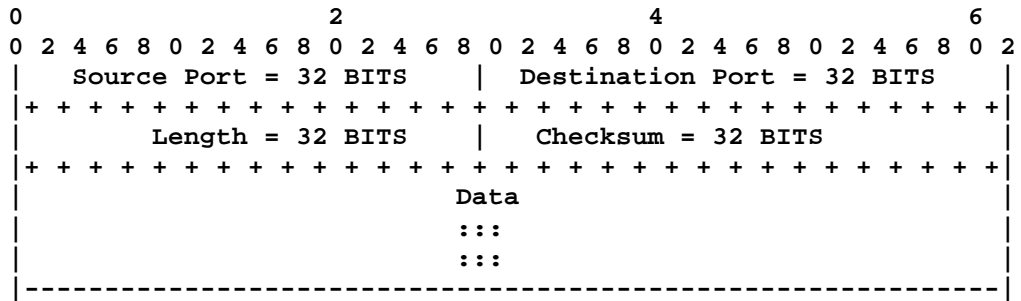 0                   2                   4                   6
0 2 4 6 8 0 2 4 6 8 0 2 4 6 8 0 2 4 6 8 0 2 4 6 8 0 2 4 6 8 0 2
|   Source Port = 32 BITS    |  Destination Port = 32 BITS    |
|+ + + + + + + + + + + + + + + + + + + + + + + + + + + + + + +|
|        Length = 32 BITS    |   Checksum = 32 BITS           |
|+ + + + + + + + + + + + + + + + + + + + + + + + + + + + + + +|
|                           Data                              |
|                           :::                               |
|                           :::                               |
|-------------------------------------------------------------|